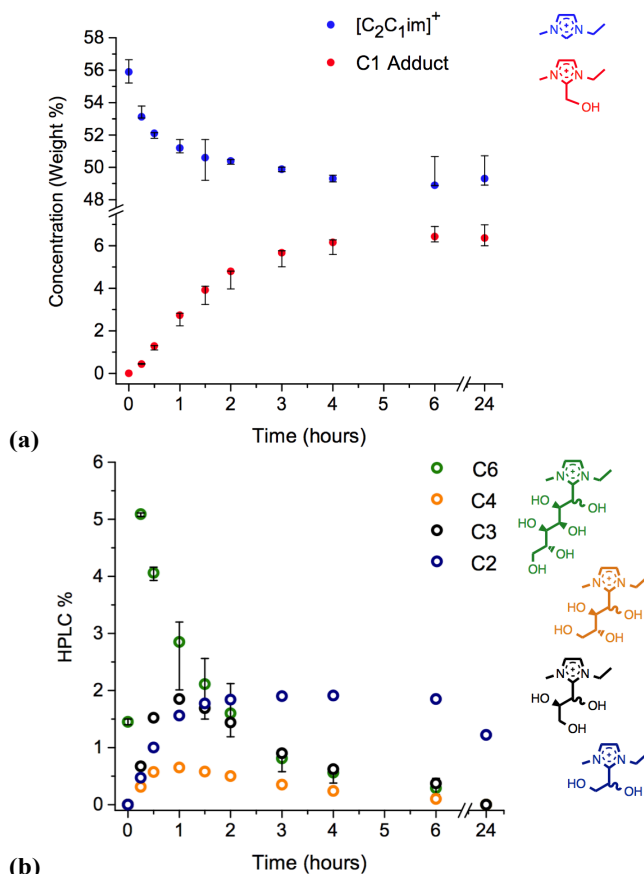 [C₂C₁im]⁺
C1 Adduct
N
+
N
N
+
N
OH
58
56
54
52
50
48
6
4
2
0
Concentration (Weight %)
0
1
2
3
4
5
6
24
Time (hours)
(a)
C6
C4
C3
C2
6
5
4
3
2
1
0
HPLC %
0
1
2
3
4
5
6
24
Time (hours)
(b)
N
+
N
OH
HO
HO
OH
OH
N
+
N
HO
OH
HO
OH
N
+
N
HO
OH
OH
N
+
N
HO
OH